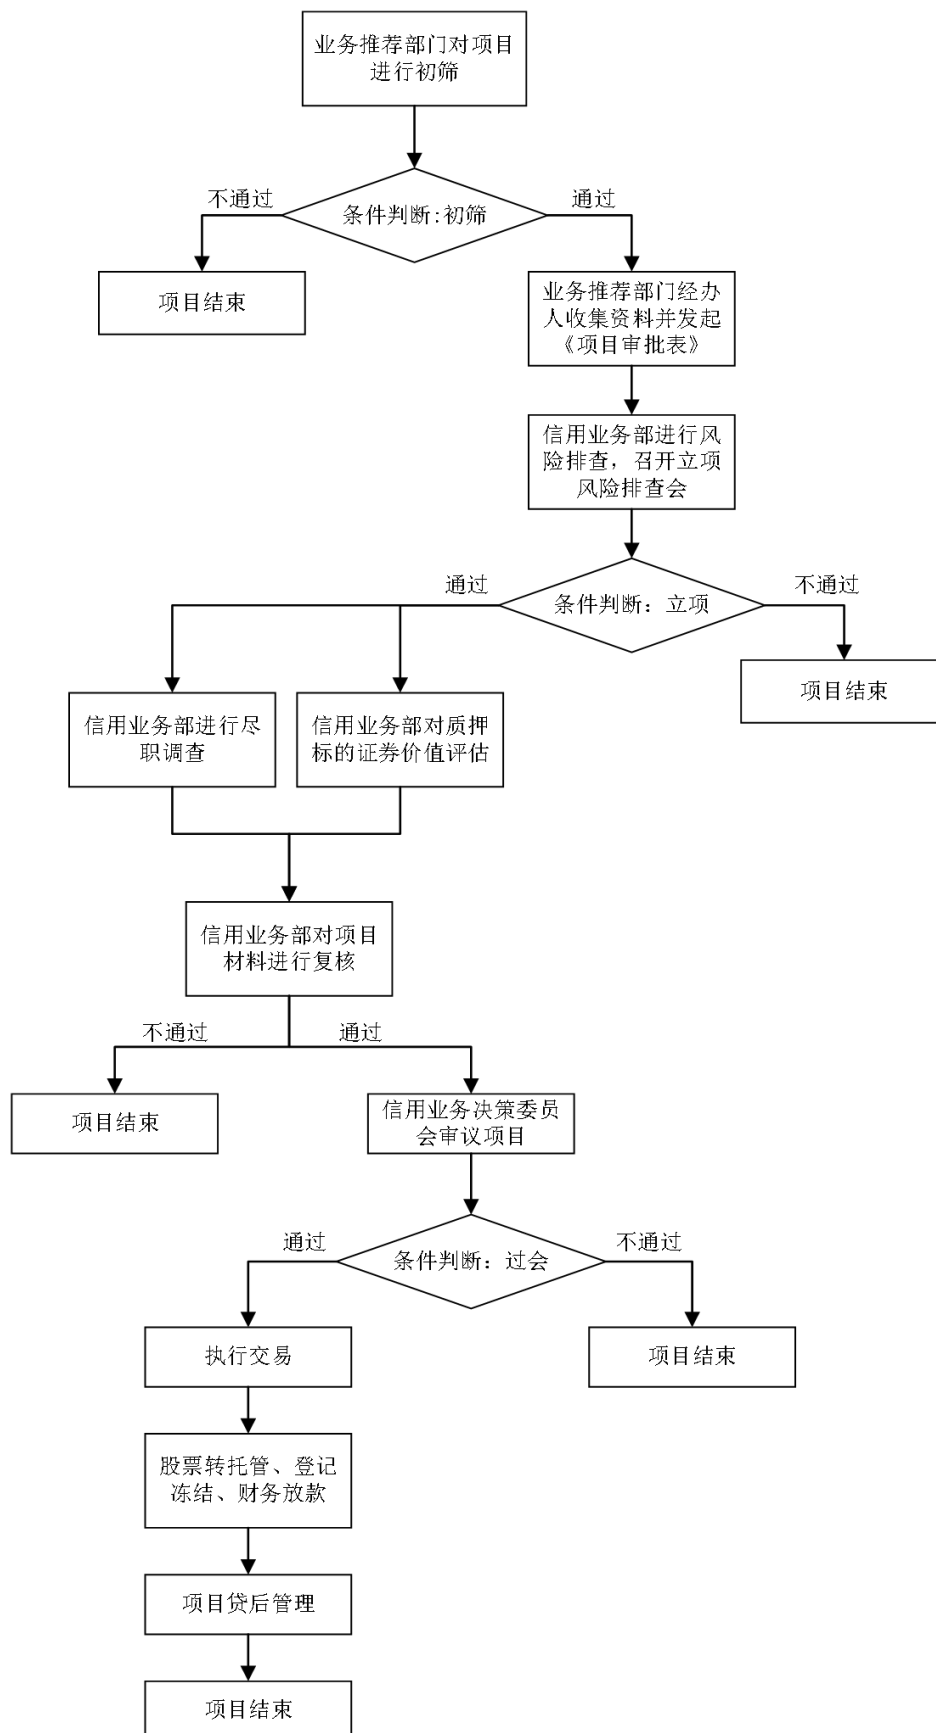 业务推荐部门对项目
进行初筛
不通过
条件判断:初筛
通过
项目结束
业务推荐部门经办
人收集资料并发起
《项目审批表》
信用业务部进行风
险排查，召开立项
风险排查会
通过
条件判断：立项
不通过
项目结束
信用业务部进行尽
职调查
信用业务部对质押
标的证券价值评估
信用业务部对项目
材料进行复核
不通过
通过
项目结束
信用业务决策委员
会审议项目
通过
条件判断：过会
不通过
执行交易
项目结束
股票转托管、登记
冻结、财务放款
项目贷后管理
项目结束